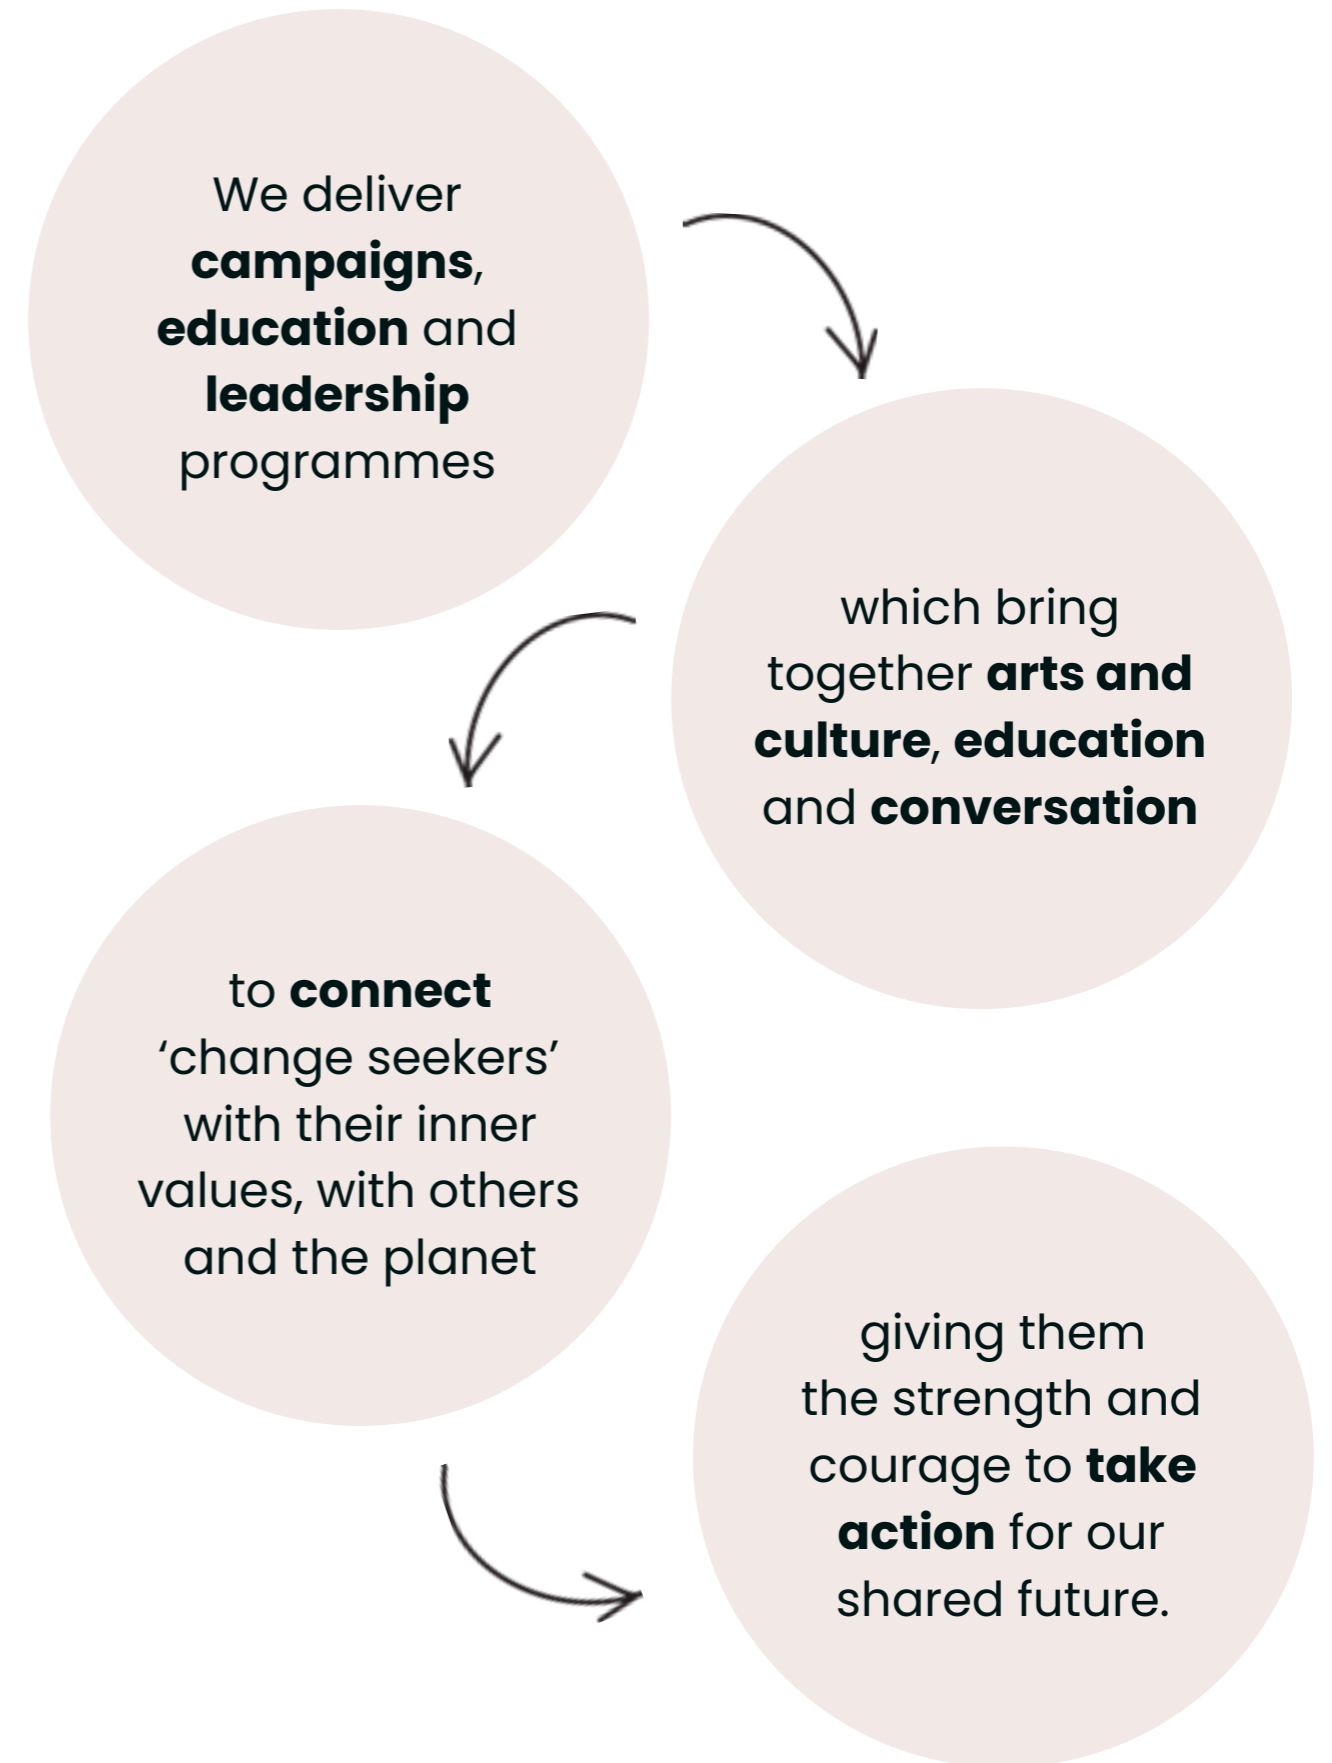 We deliver
campaigns,
education and
leadership
programmes
which bring
together arts and
culture, education
and conversation
to connect
‘change seekers’
with their inner
values, with others
and the planet
giving them
the strength and
courage to take
action for our
shared future.